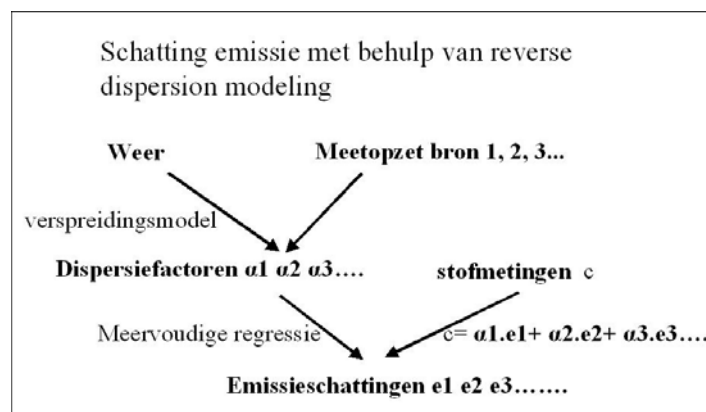 Schatting emissie met behulp van reverse
dispersion modeling
Weer
Meetopzet bron 1, 2, 3...
verspreidingsmodel
Dispersiefactoren α1 α2 α3….
stofmetingen c
Meervoudige regressie
c= α1.e1+ α2.e2+ α3.e3….
Emissieschattingen e1 e2 e3…….